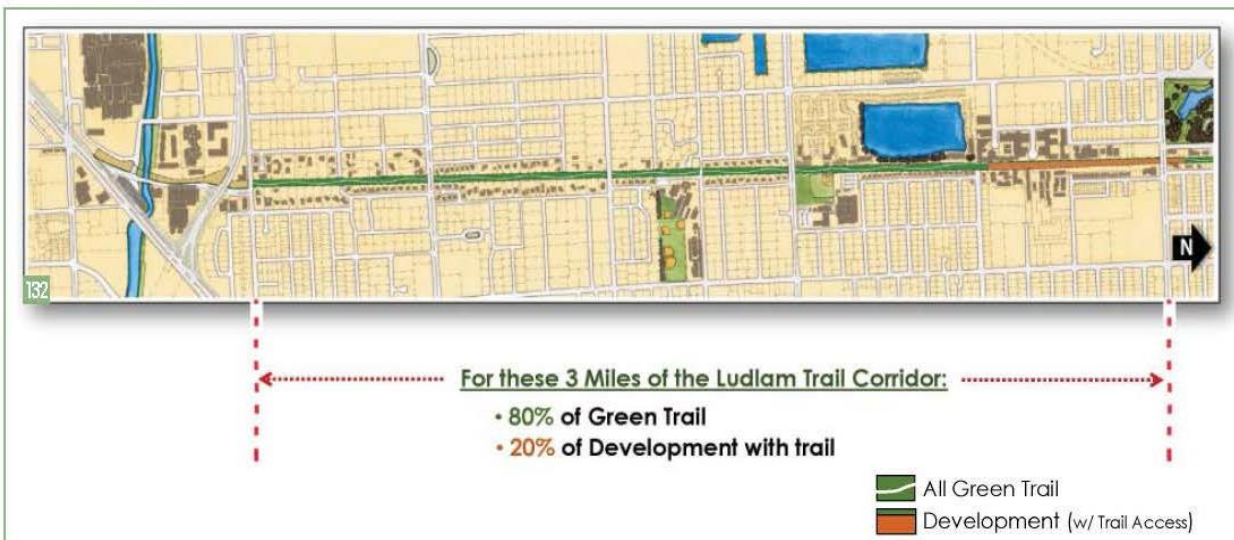 N
132
For these 3 Miles of the Ludlam Trail Corridor:
• 80% of Green Trail
• 20% of Development with trail
All Green Trail
Development (w/ Trail Access)